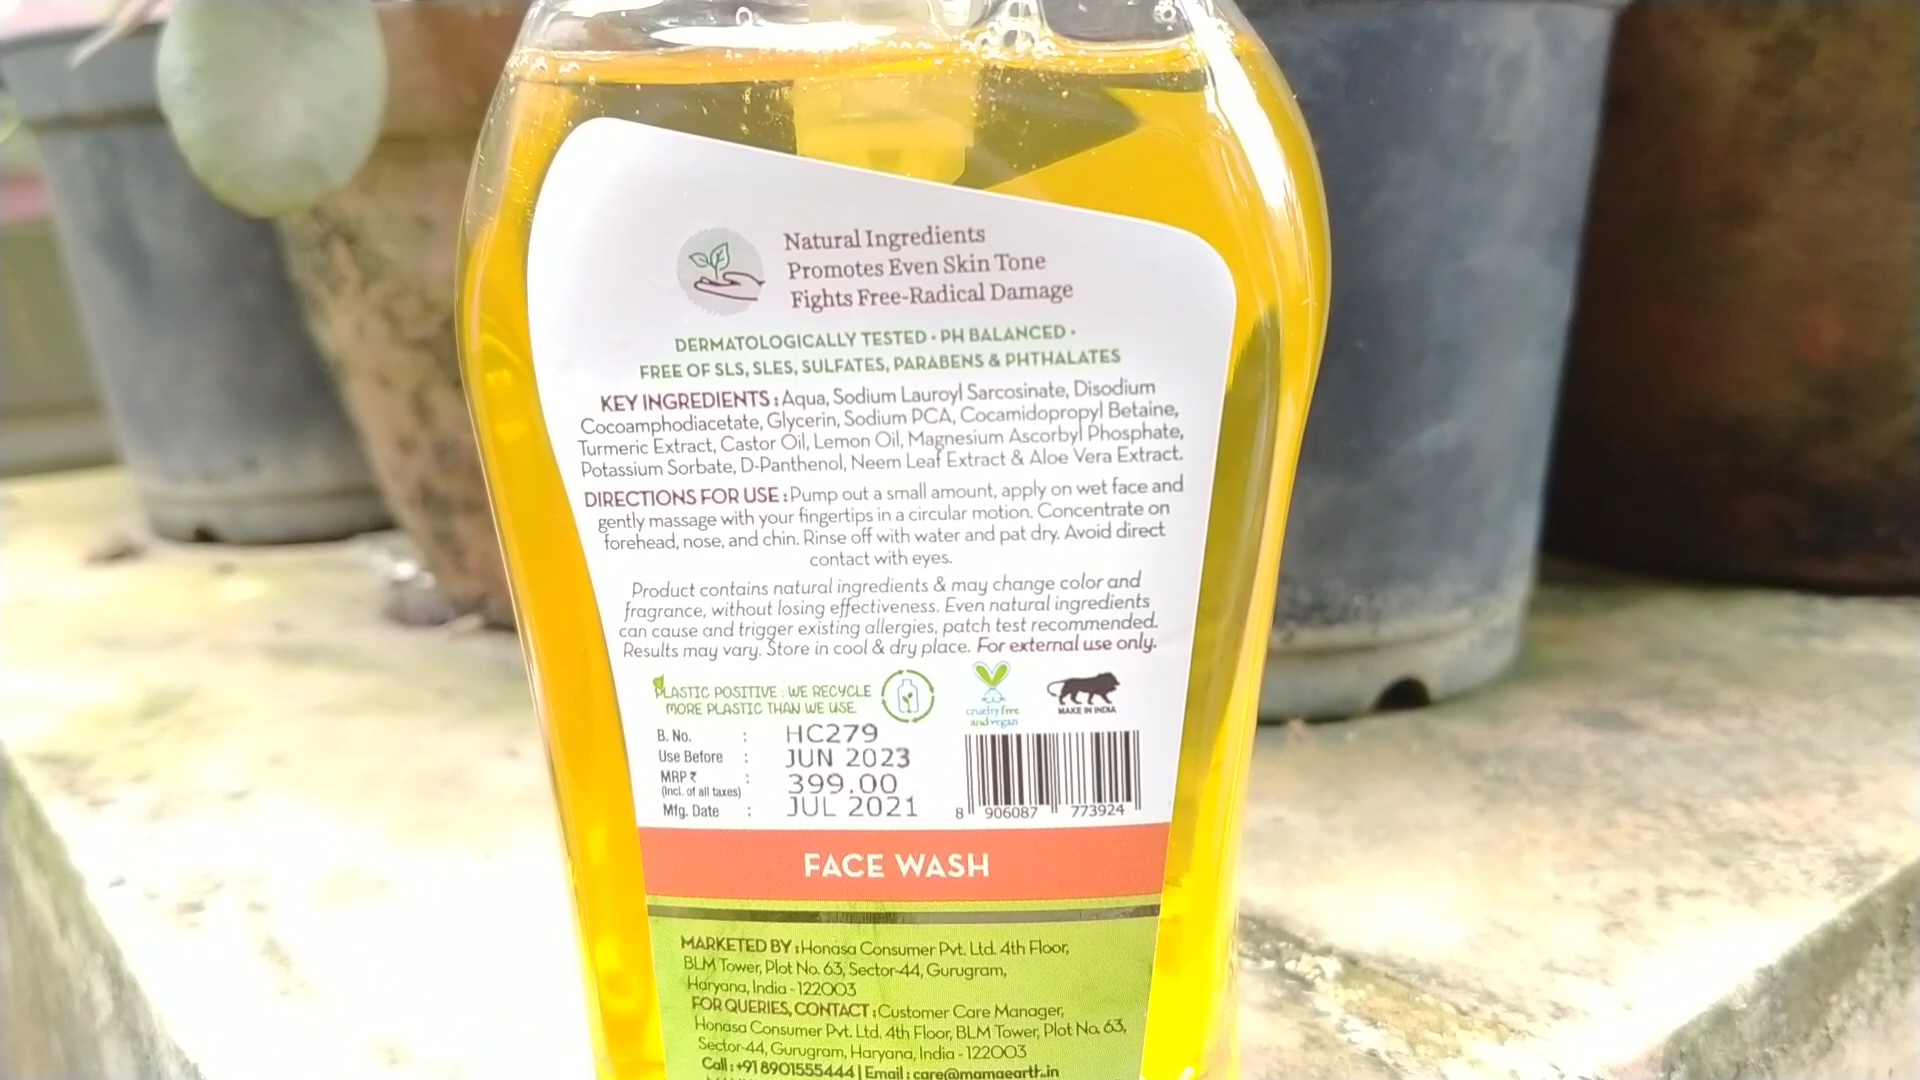 Natural Ingredients
Promotes Even Skin Tone
Fights Free-Radical Damage
DERMATOLOGICALLY TESTED • PH BALANCED •
FREE OF SLS, SLES, SULFATES, PARABENS & PHTHALATES
KEY INGREDIENTS : Aqua, Sodium Lauroyl Sarcosinate, Disodium
Cocoamphodiacetate, Glycerin, Sodium PCA, Cocamidopropyl Betaine,
Turmeric Extract, Castor Oil, Lemon Oil, Magnesium Ascorbyl Phosphate,
Potassium Sorbate, D-Panthenol, Neem Leaf Extract & Aloe Vera Extract.
DIRECTIONS FOR USE : Pump out a small amount, apply on wet face and
gently massage with your fingertips in a circular motion. Concentrate on
forehead, nose, and chin. Rinse off with water and pat dry. Avoid direct
contact with eyes.
Product contains natural ingredients & may change color and
fragrance, without losing effectiveness. Even natural ingredients
can cause and trigger existing allergies, patch test recommended.
Results may vary. Store in cool & dry place. For external use only.
PLASTIC POSITIVE : WE RECYCLE
MORE PLASTIC THAN WE USE.
cruelty free
and vegan
MAKE IN INDIA
B. No. : HC279
Use Before : JUN 2023
MRP ₹ : 399.00
(Incl. of all taxes)
Mfg. Date : JUL 2021
8 906087 773924
FACE WASH
MARKETED BY : Honasa Consumer Pvt. Ltd. 4th Floor,
BLM Tower, Plot No. 63, Sector-44, Gurugram,
Haryana, India - 122003
FOR QUERIES, CONTACT : Customer Care Manager,
Honasa Consumer Pvt. Ltd. 4th Floor, BLM Tower, Plot No. 63,
Sector-44, Gurugram, Haryana, India - 122003
Call : +91 8901555444 | Email : care@mamaearth.in